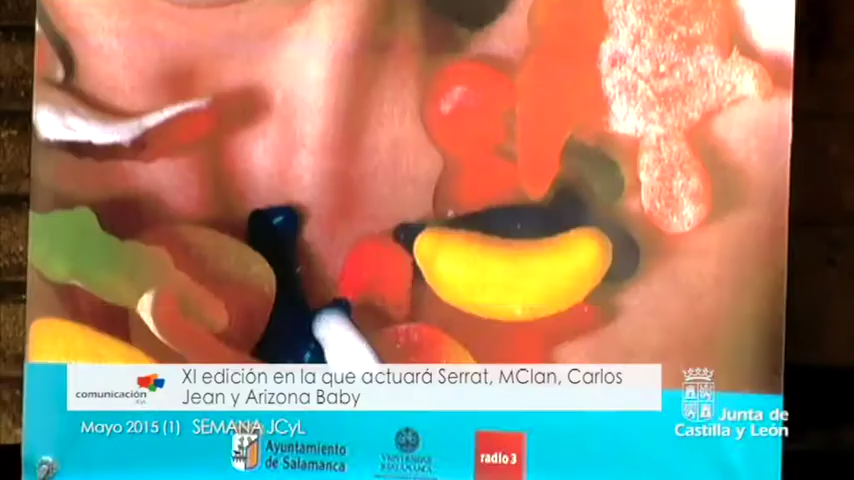 XI edición en la que actuará Serrat, MClan, Carlos
Jean y Arizona Baby
comunicación
JCyL
Mayo 2015 (1) SEMANA JCyL
Ayuntamiento
de Salamanca
radio 3
Junta de
Castilla y León